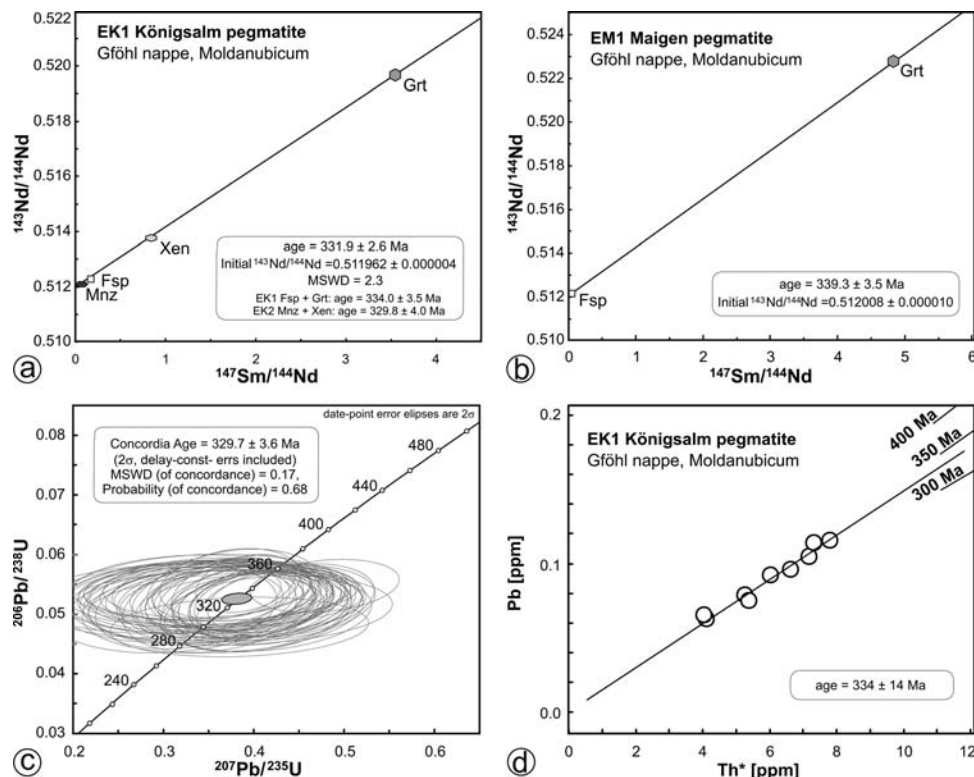 0.522
0.520
0.518
0.516
0.514
0.512
0.510
¹⁴³Nd/¹⁴⁴Nd
EK1 Königsalm pegmatite
Gföhl nappe, Moldanubicum
Grt
Xen
Fsp
Mnz
age = 331.9 ± 2.6 Ma
Initial ¹⁴³Nd/¹⁴⁴Nd =0.511962 ± 0.000004
MSWD = 2.3
EK1 Fsp + Grt: age = 334.0 ± 3.5 Ma
EK2 Mnz + Xen: age = 329.8 ± 4.0 Ma
0 1 2 3 4
¹⁴⁷Sm/¹⁴⁴Nd
a
0.524
0.522
0.520
0.518
0.516
0.514
0.512
0.510
¹⁴³Nd/¹⁴⁴Nd
EM1 Maigen pegmatite
Gföhl nappe, Moldanubicum
Grt
Fsp
age = 339.3 ± 3.5 Ma
Initial ¹⁴³Nd/¹⁴⁴Nd =0.512008 ± 0.000010
0 1 2 3 4 5 6
¹⁴⁷Sm/¹⁴⁴Nd
b
date-point error elipses are 2σ
0.08
0.07
0.06
0.05
0.04
0.03
²⁰⁶Pb/²³⁸U
Concordia Age = 329.7 ± 3.6 Ma
(2σ, delay-const- errs included)
MSWD (of concordance) = 0.17,
Probability (of concordance) = 0.68
480
440
400
360
320
280
240
0.2 0.3 0.4 0.5 0.6
²⁰⁷Pb/²³⁵U
c
0.2
0.1
0.0
Pb [ppm]
EK1 Königsalm pegmatite
Gföhl nappe, Moldanubicum
400 Ma
350 Ma
300 Ma
age = 334 ± 14 Ma
0 2 4 6 8 10 12
Th* [ppm]
d